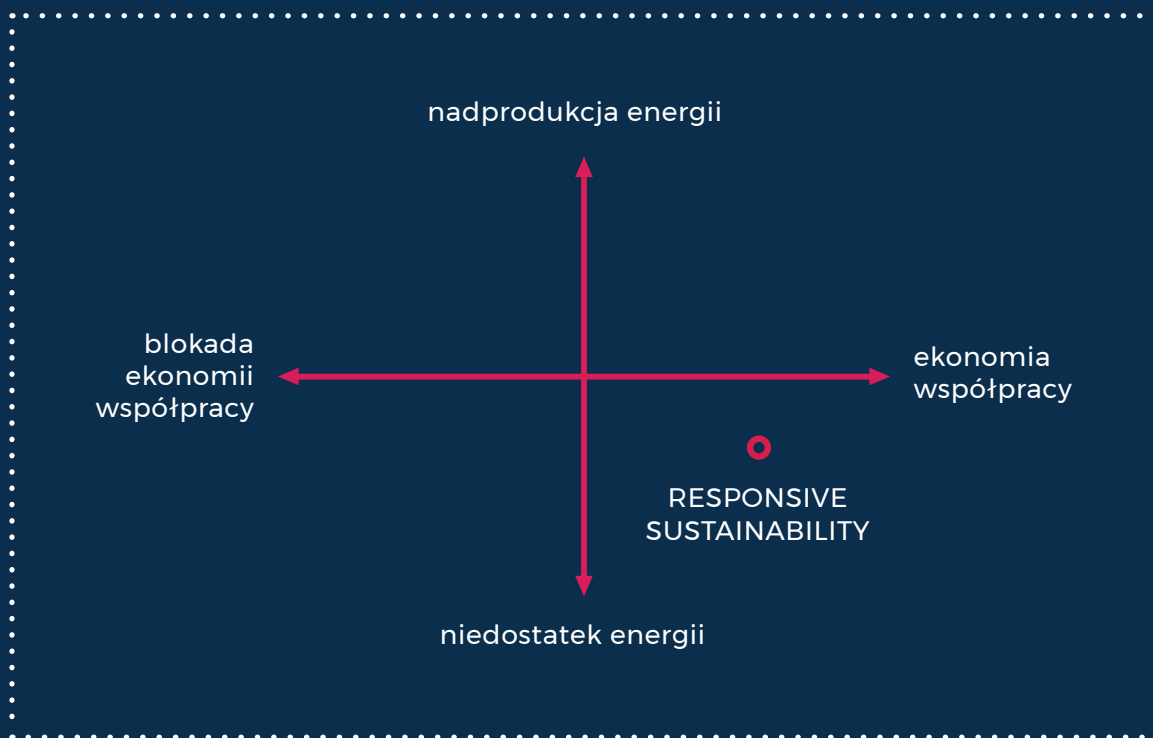 nadprodukcja energii
blokada
ekonomii
współpracy
ekonomia
współpracy
RESPONSIVE
SUSTAINABILITY
niedostatek energii